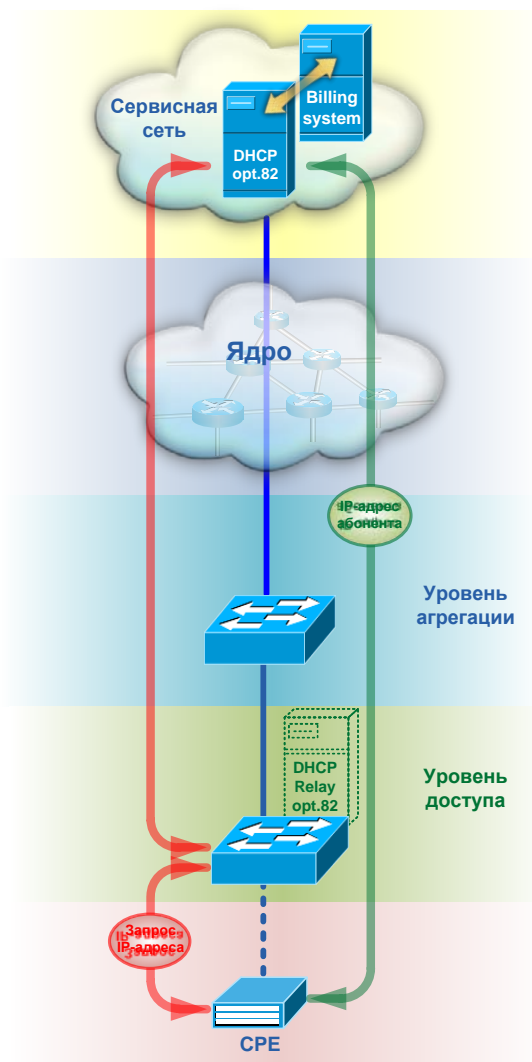 Сервисная
сеть
Billing
system
DHCP
opt.82
Ядро
IP-адрес
абонента
Уровень
агрегации
DHCP
Relay
opt.82
Уровень
доступа
Запрос
IP-адреса
CPE